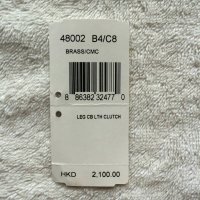 48002 B4/C8
BRASS/CMC
8 86382 32477 0
LEG CB LTH CLUTCH
HKD 2,100.00